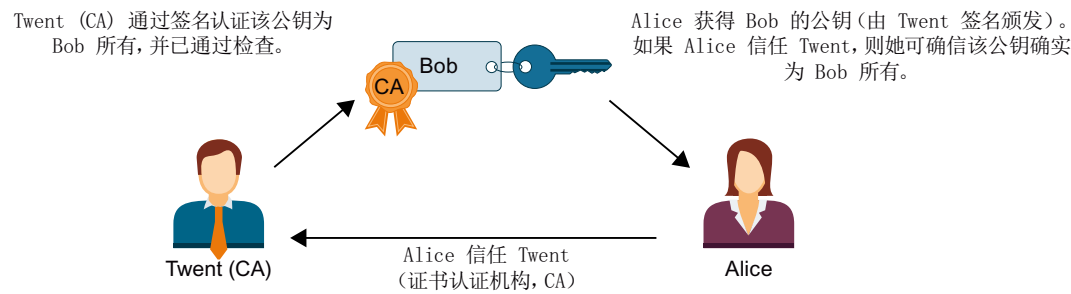 Twent (CA) 通过签名认证该公钥为
Bob 所有，并已通过检查。
Alice 获得 Bob 的公钥（由 Twent 签名颁发）。
如果 Alice 信任 Twent，则她可确信该公钥确实
为 Bob 所有。
Bob
CA
Alice 信任 Twent
（证书认证机构，CA）
Twent (CA)
Alice